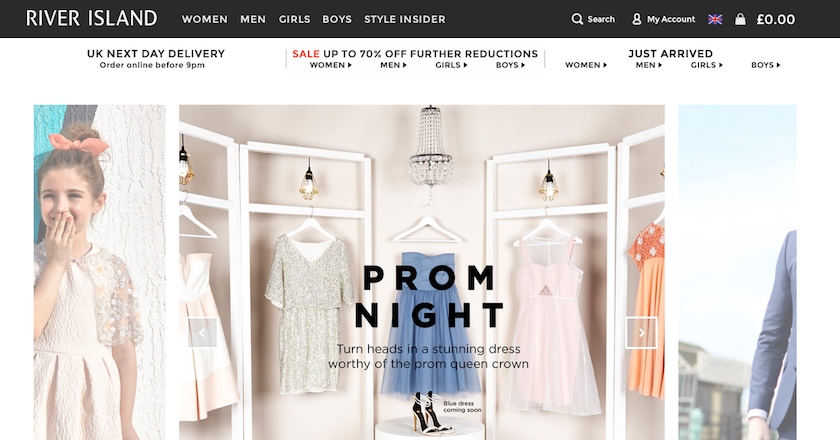 RIVER ISLAND WOMEN MEN GIRLS BOYS STYLE INSIDER Search My Account £0.00
UK NEXT DAY DELIVERY
Order online before 9pm
SALE UP TO 70% OFF FURTHER REDUCTIONS
WOMEN MEN GIRLS BOYS
JUST ARRIVED
WOMEN MEN GIRLS BOYS
PROM
NIGHT
Turn heads in a stunning dress
worthy of the prom queen crown
Blue dress
coming soon